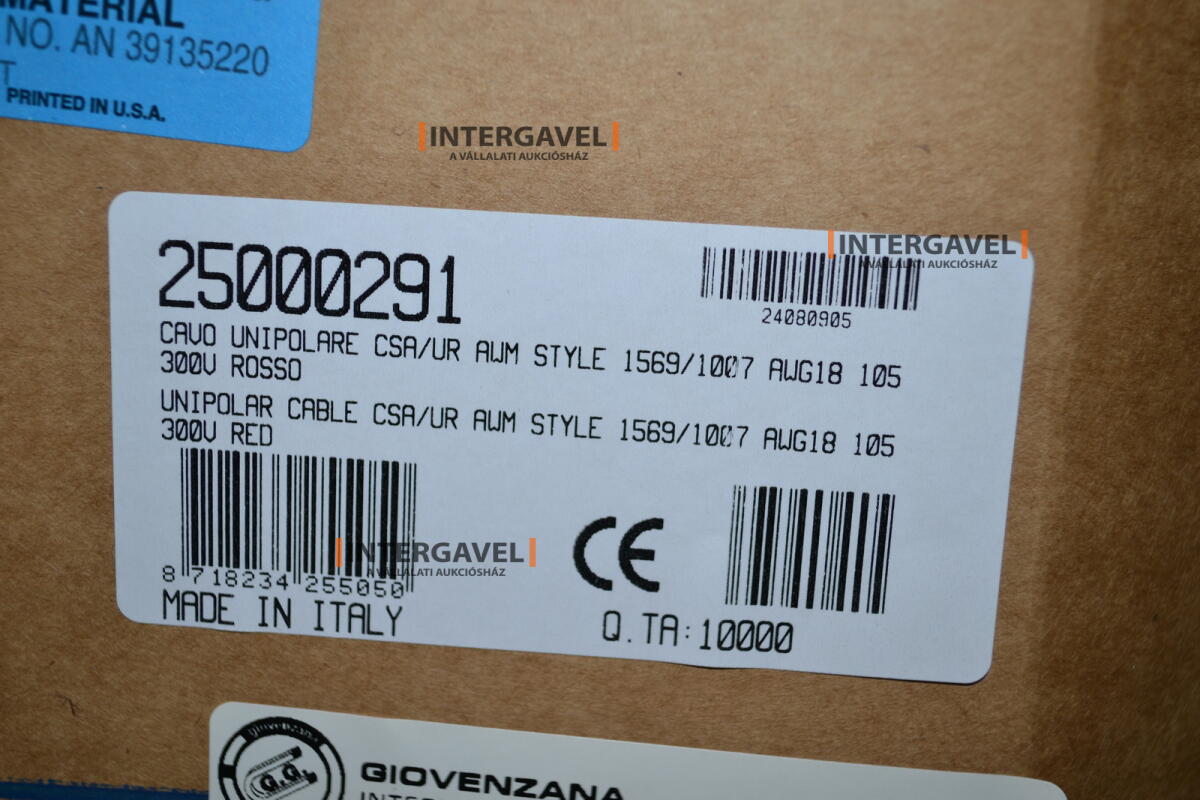 MATERIAL
NO. AN 39135220
T
PRINTED IN U.S.A.
INTERGAVEL
A VÁLLALATI AUKCIÓSHÁZ
25000291
INTERGAVEL
A VÁLLALATI AUKCIÓSHÁZ
24080905
CAVO UNIPOLARE CSA/UR AWM STYLE 1569/1007 AWG18 105
300V ROSSO
UNIPOLAR CABLE CSA/UR AWM STYLE 1569/1007 AWG18 105
300V RED
INTERGAVEL
A VÁLLALATI AUKCIÓSHÁZ
CE
8 718234 255050
MADE IN ITALY
Q.TA:10000
giovenzana
G.G.
GIOVENZANA